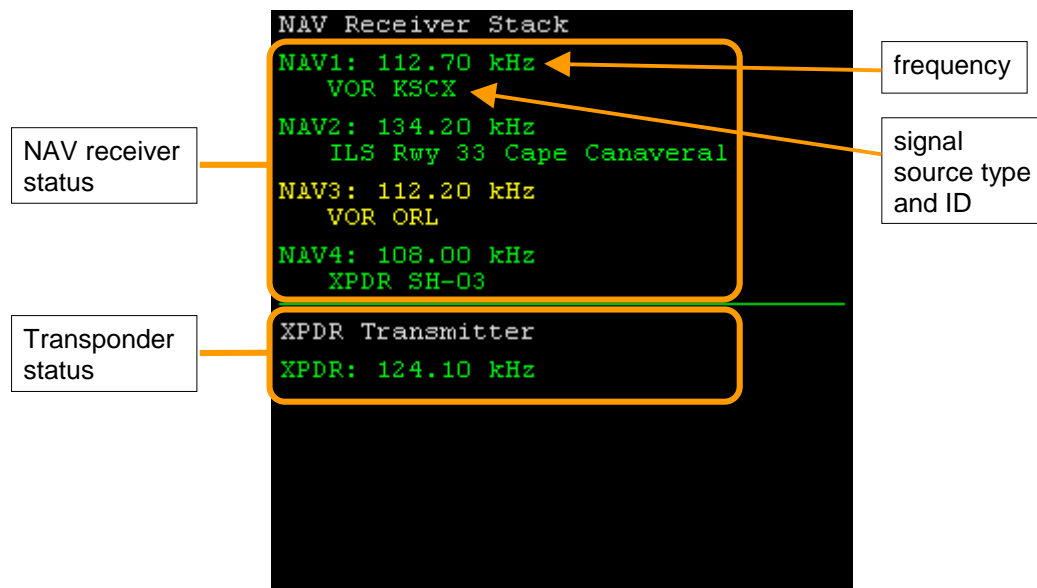 NAV Receiver Stack
NAV1: 112.70 kHz
VOR KSCX
NAV2: 134.20 kHz
ILS Rwy 33 Cape Canaveral
NAV3: 112.20 kHz
VOR ORL
NAV4: 108.00 kHz
XPDR SH-03
XPDR Transmitter
XPDR: 124.10 kHz
NAV receiver
status
Transponder
status
frequency
signal
source type
and ID